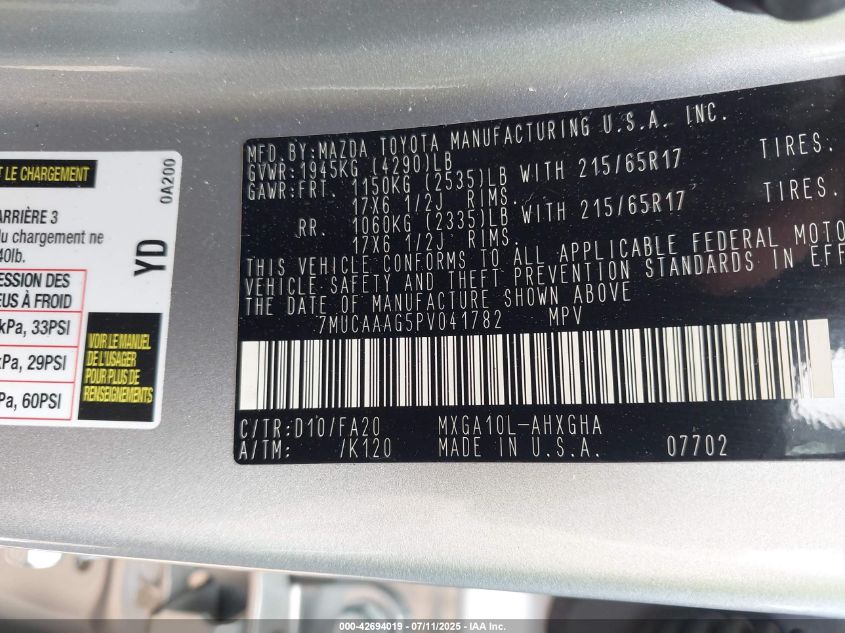 T LE CHARGEMENT
0A200
ARRIÈRE 3
du chargement ne
40lb.
YD
ESSION DES
EUS À FROID
kPa, 33PSI
kPa, 29PSI
Pa, 60PSI
VOIR LE MANUEL
DE L'USAGER
POUR PLUS DE
RENSEIGNEMENTS
MFD. BY:MAZDA TOYOTA MANUFACTURING U.S.A. INC.
GVWR:1945KG (4290)LB
GAWR:FRT. 1150KG (2535)LB WITH 215/65R17 TIRES.
17X6 1/2J RIMS.
RR. 1060KG (2335)LB WITH 215/65R17 TIRES.
17X6 1/2J RIMS.
THIS VEHICLE CONFORMS TO ALL APPLICABLE FEDERAL MOTO
VEHICLE SAFETY AND THEFT PREVENTION STANDARDS IN EFF
THE DATE OF MANUFACTURE SHOWN ABOVE
7MUCAAAG5PV041782 MPV
C/TR:D10/FA20 MXGA10L-AHXGHA
A/TM: /K120 MADE IN U.S.A. 07702
000-42694019 - 07/11/2025 - IAA Inc.